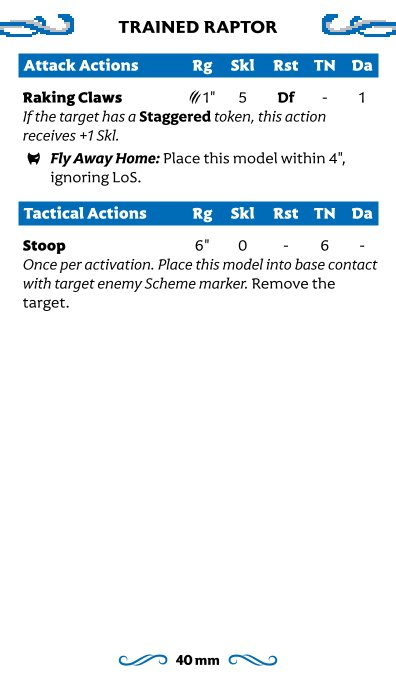 TRAINED RAPTOR
Attack Actions Rg Skl Rst TN Da
Raking Claws 1" 5 Df - 1
If the target has a Staggered token, this action
receives +1 Skl.
Fly Away Home: Place this model within 4",
ignoring LoS.
Tactical Actions Rg Skl Rst TN Da
Stoop 6" 0 - 6 -
Once per activation. Place this model into base contact
with target enemy Scheme marker. Remove the
target.
40 mm